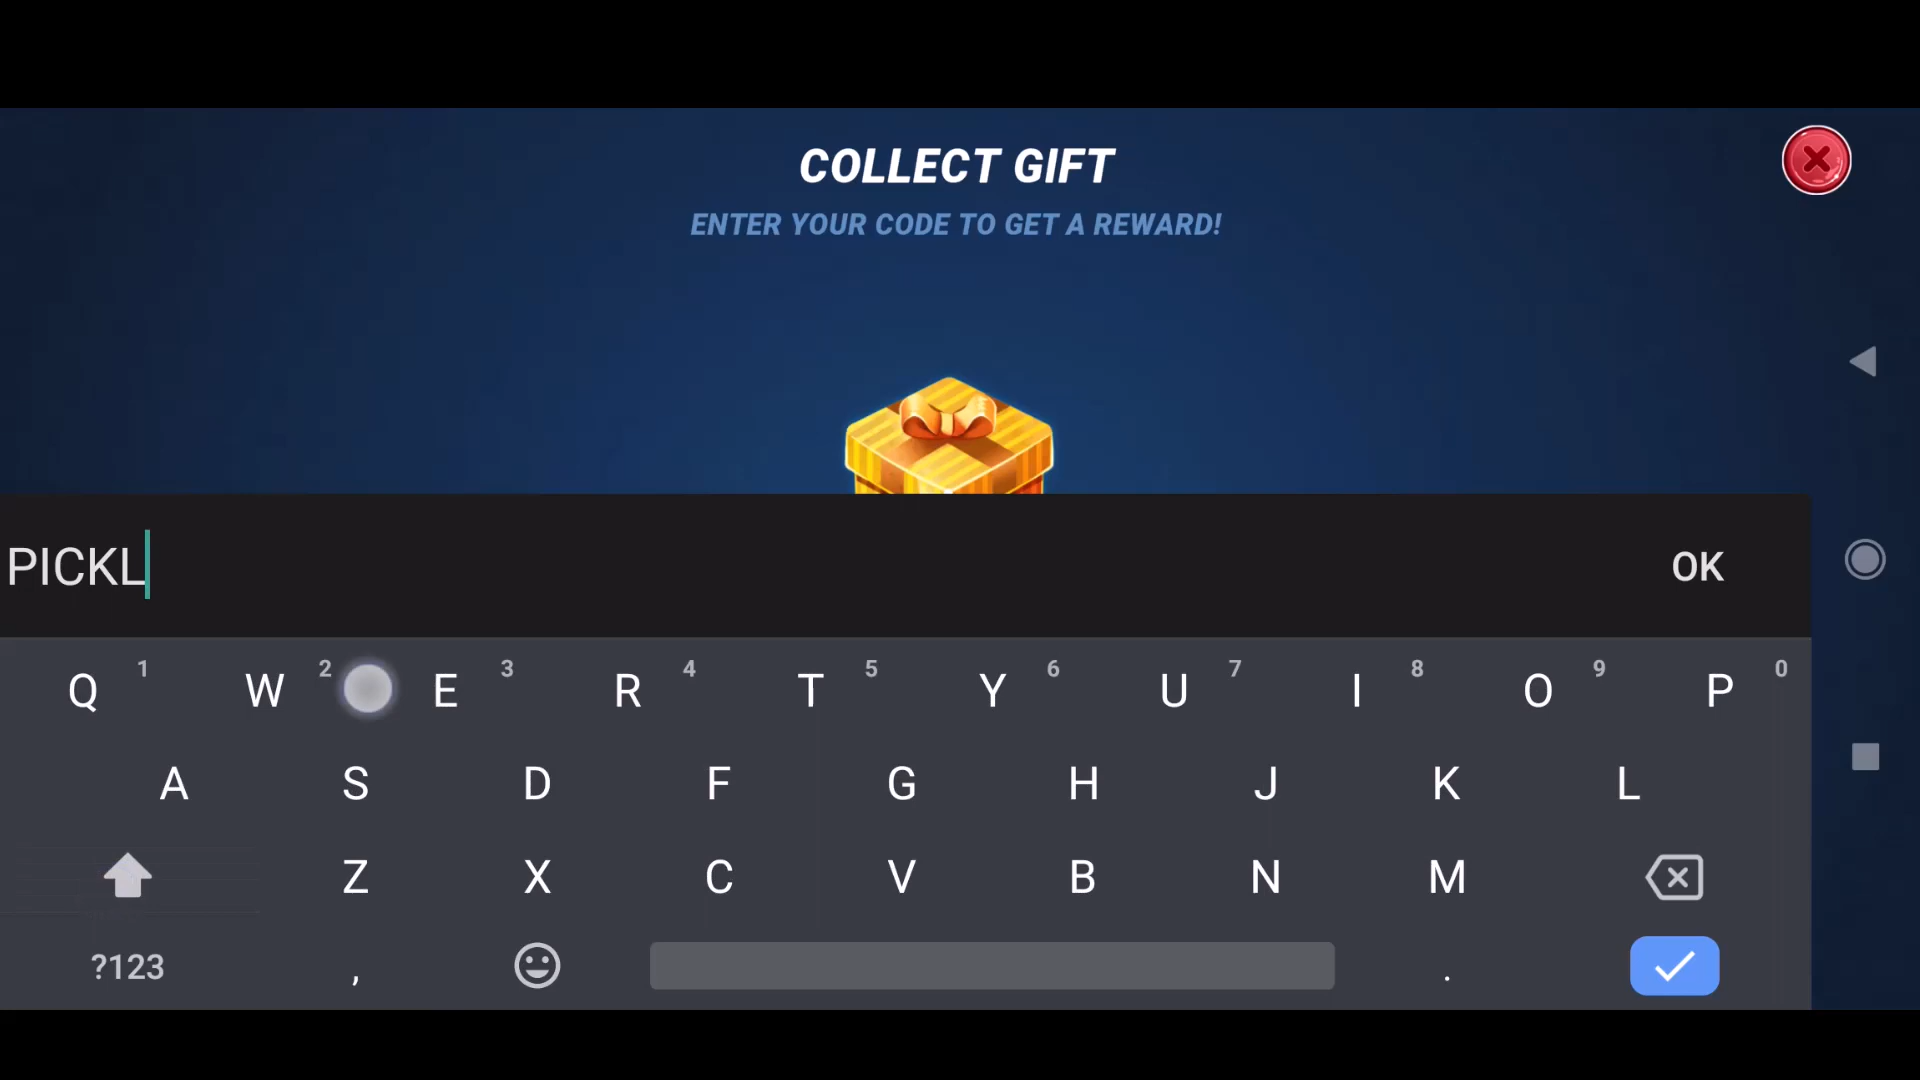 COLLECT GIFT
ENTER YOUR CODE TO GET A REWARD!
PICKL
OK
Q 1 W 2 E 3 R 4 T 5 Y 6 U 7 I 8 O 9 P 0
A S D F G H J K L
Z X C V B N M
?123 , .